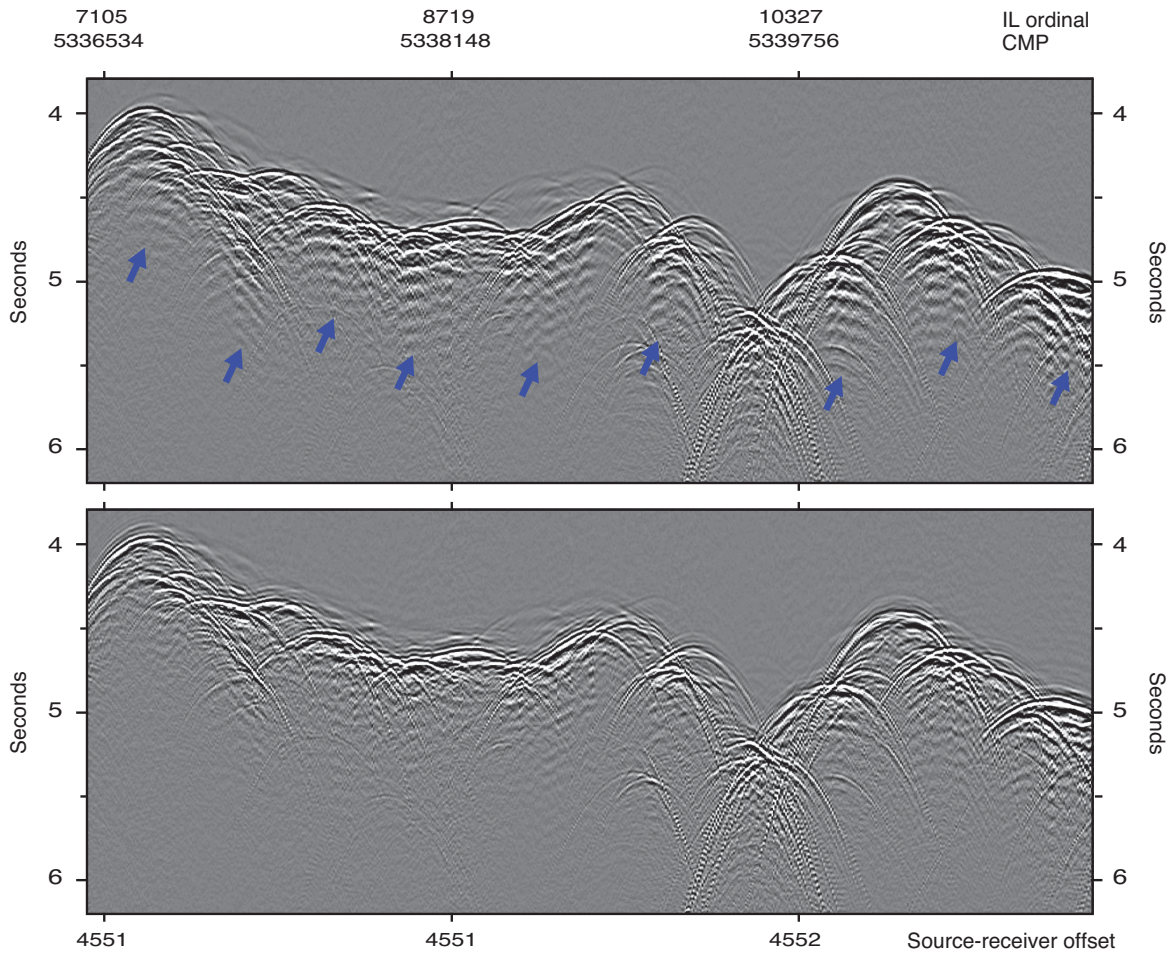 7105 8719 10327 IL ordinal
5336534 5338148 5339756 CMP
4 4
Seconds Seconds
5 5
6 6
4 4
Seconds Seconds
5 5
6 6
4551 4551 4552 Source-receiver offset